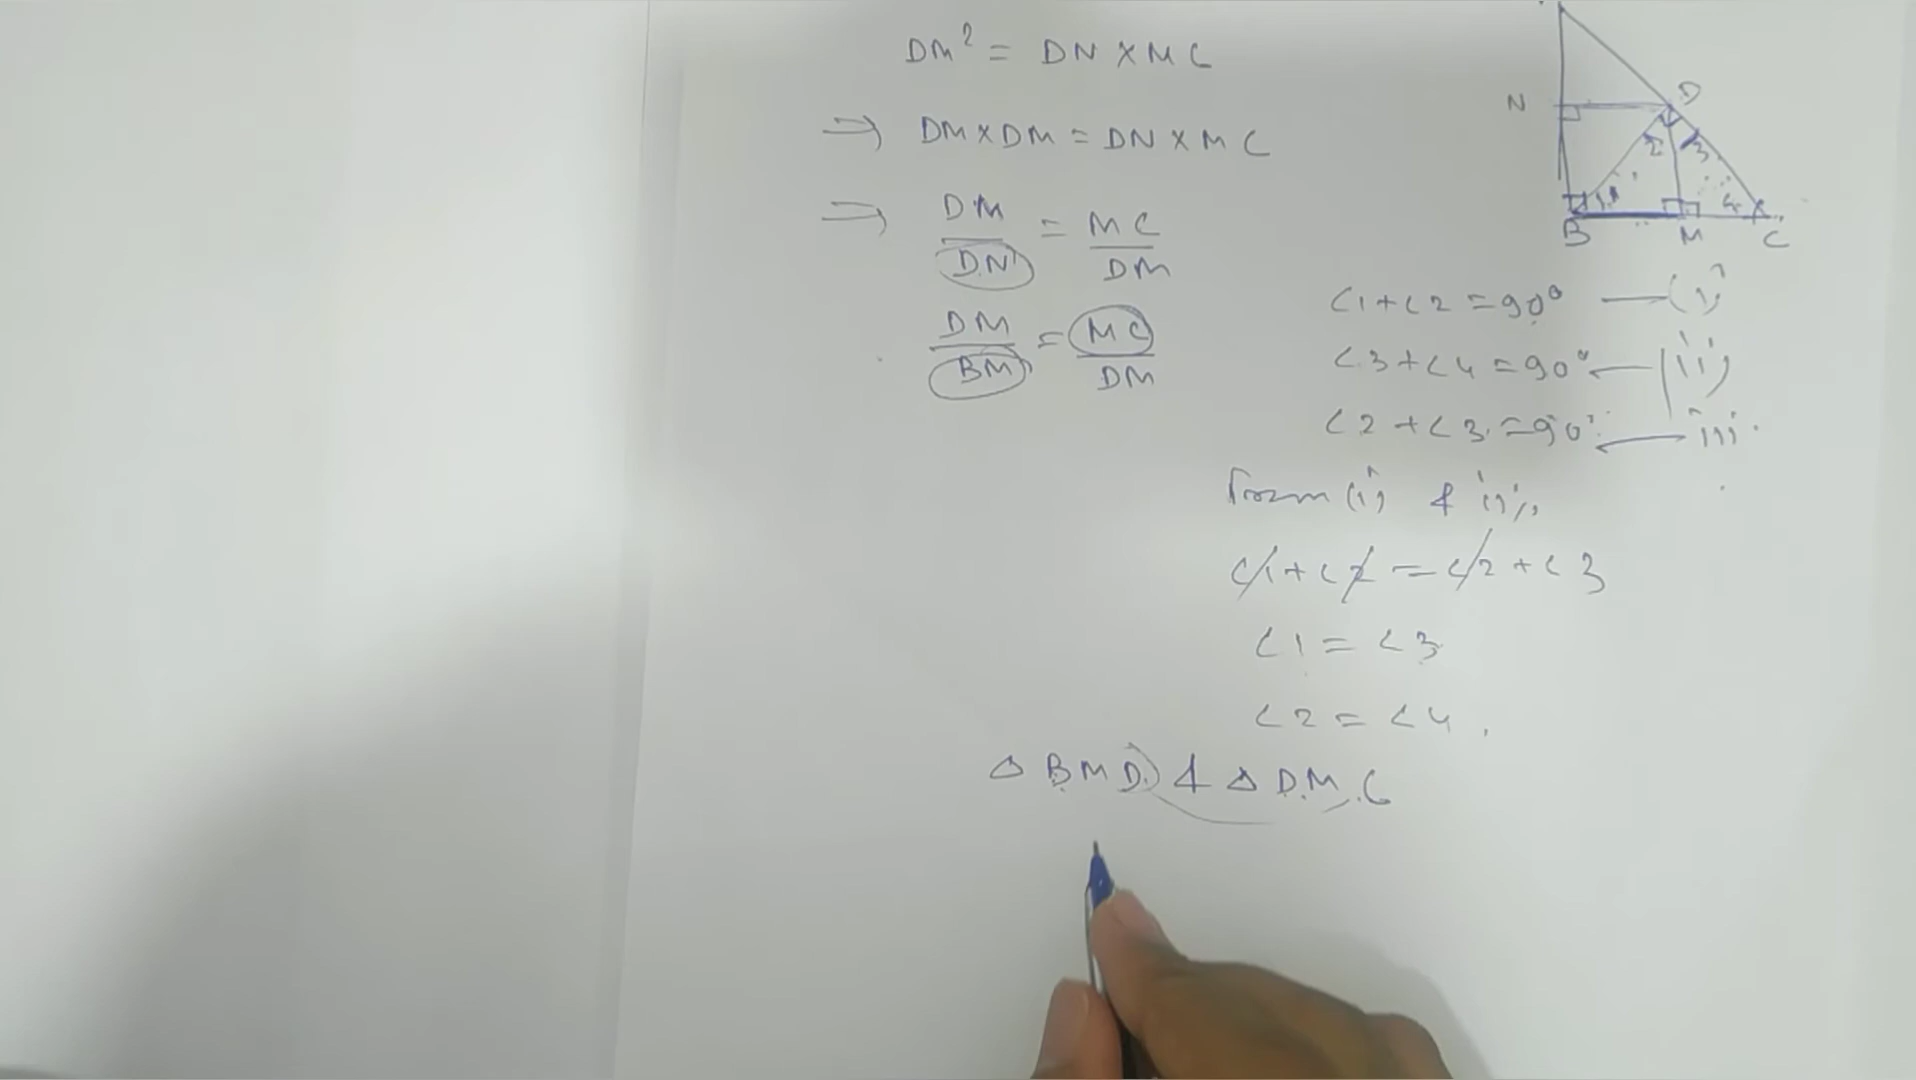 DM² = DN × MC
⇒ DM × DM = DN × MC
⇒ DM/DN = MC/DM
DM/BM = MC/DM
N
D
2
3
1
4
B
M
C
∠1 + ∠2 = 90° — (i)
∠3 + ∠4 = 90° — (ii)
∠2 + ∠3 = 90° — iii
From (i) & iii,
∠1 + ∠2 = ∠2 + ∠3
∠1 = ∠3
∠2 = ∠4
△ BMD & △ DMC